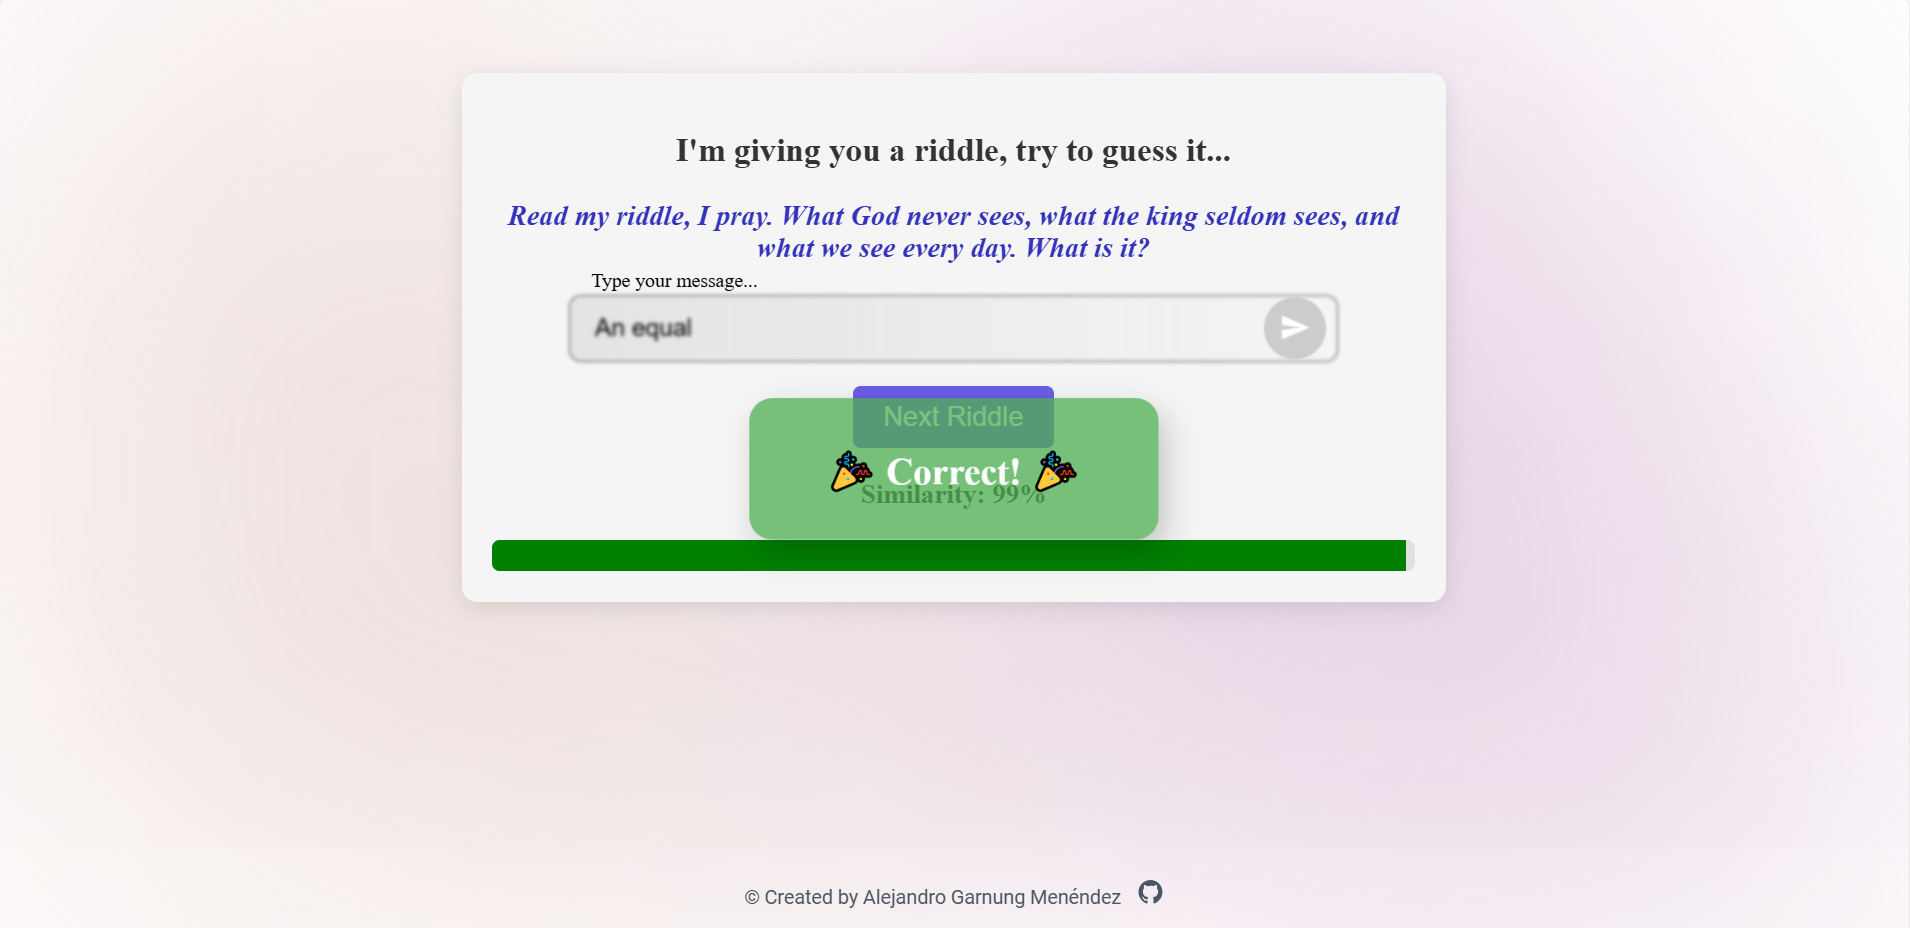 I'm giving you a riddle, try to guess it...
Read my riddle, I pray. What God never sees, what the king seldom sees, and
what we see every day. What is it?
Type your message...
An equal
Next Riddle
🎉 Correct! 🎉
Similarity: 99%
© Created by Alejandro Garnung Menéndez